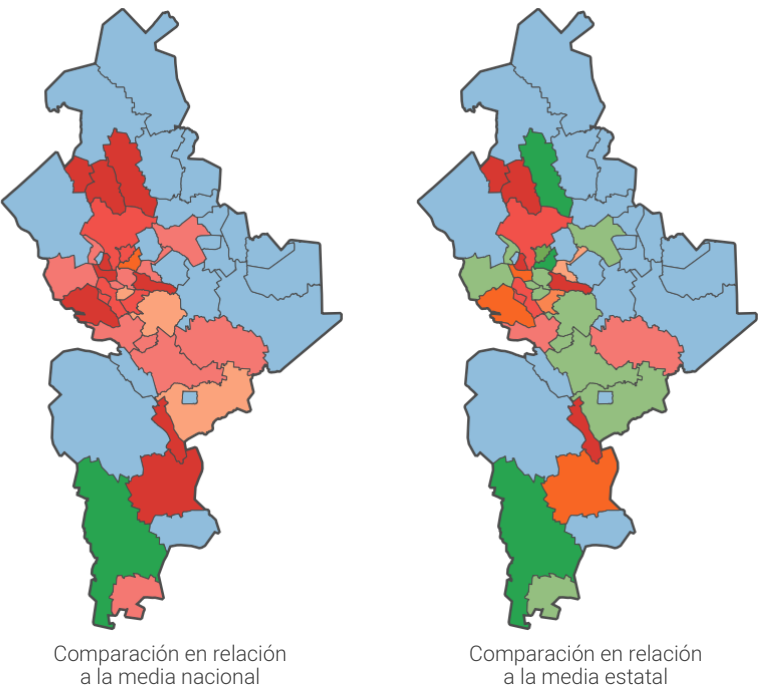 Comparación en relación
a la media nacional
Comparación en relación
a la media estatal